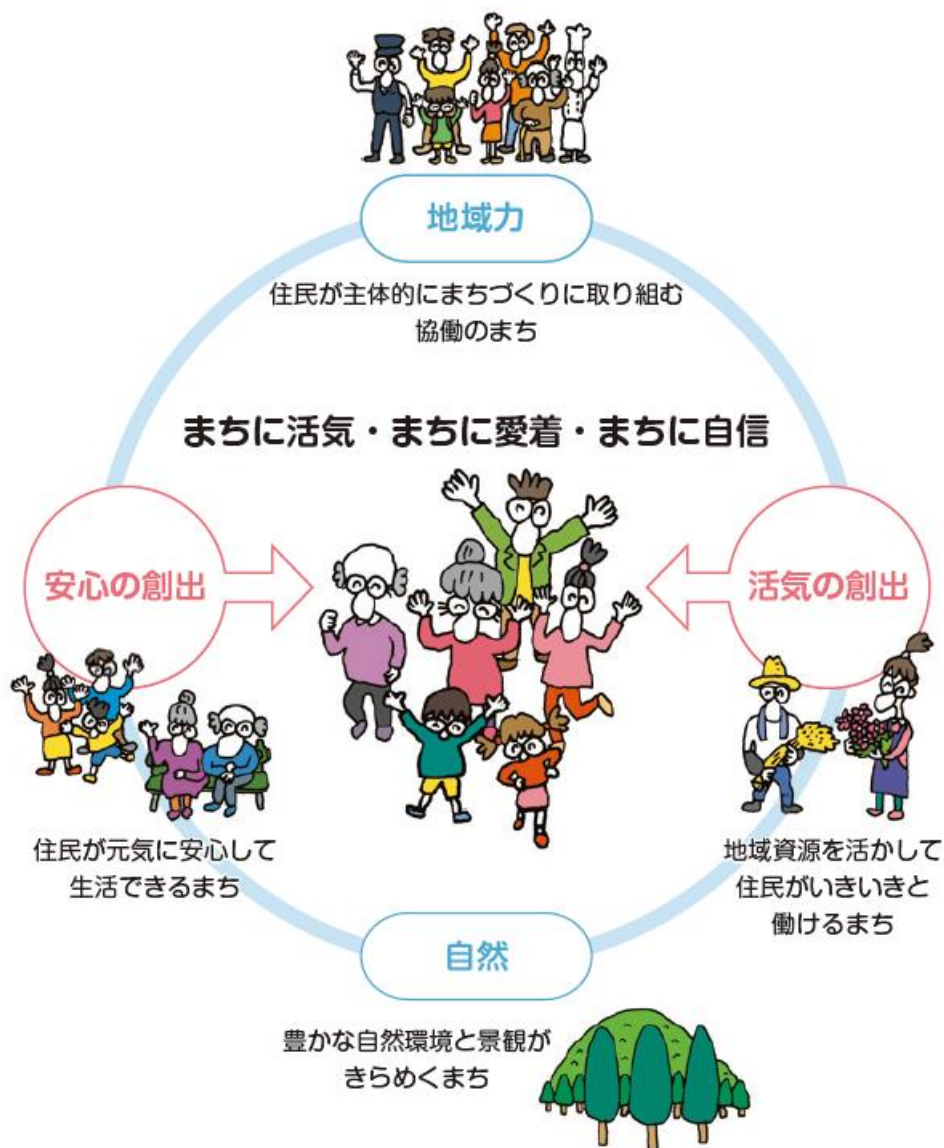 地域力
住民が主体的にまちづくりに取り組む
協働のまち
まちに活気・まちに愛着・まちに自信
安心の創出
活気の創出
住民が元気に安心して
生活できるまち
地域資源を活かして
住民がいきいきと
働けるまち
自然
豊かな自然環境と景観が
きらめくまち